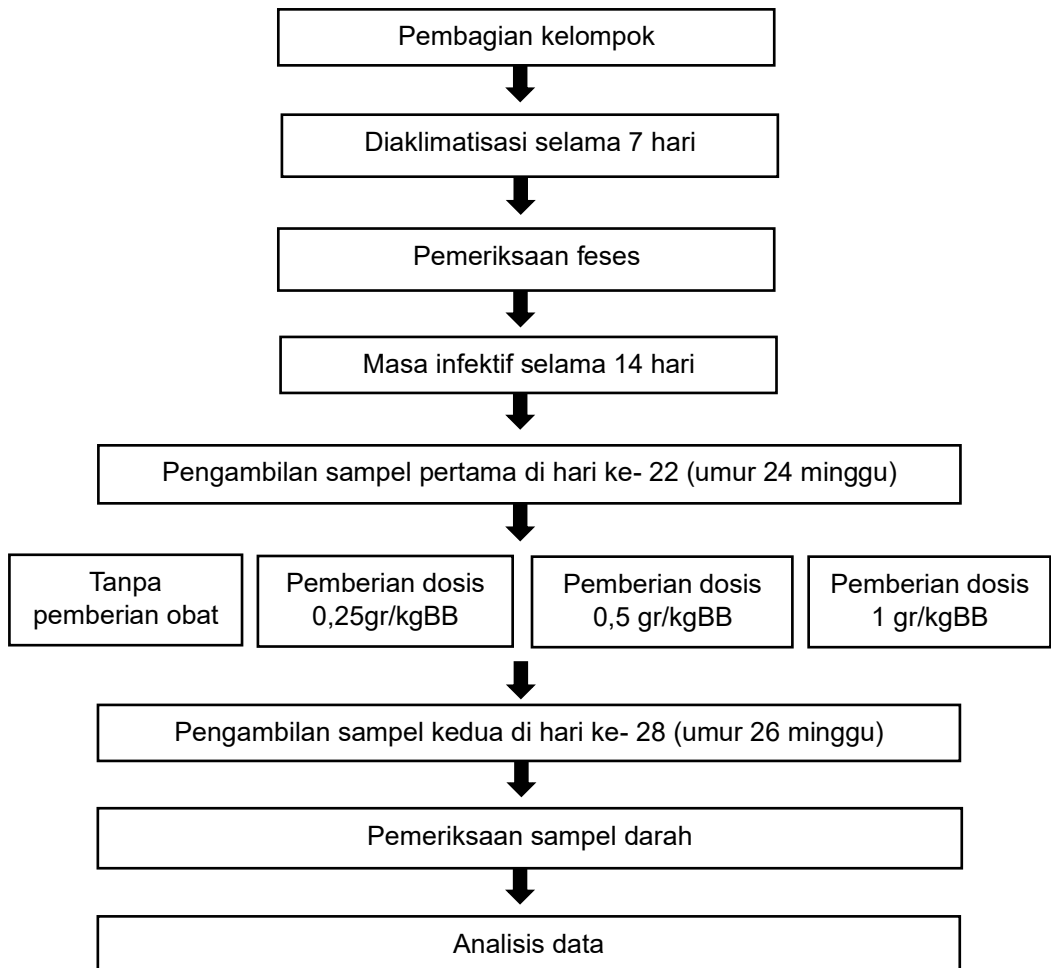 Pembagian kelompok
Diaklimatisasi selama 7 hari
Pemeriksaan feses
Masa infektif selama 14 hari
Pengambilan sampel pertama di hari ke- 22 (umur 24 minggu)
Tanpa
pemberian obat
Pemberian dosis
0,25gr/kgBB
Pemberian dosis
0,5 gr/kgBB
Pemberian dosis
1 gr/kgBB
Pengambilan sampel kedua di hari ke- 28 (umur 26 minggu)
Pemeriksaan sampel darah
Analisis data